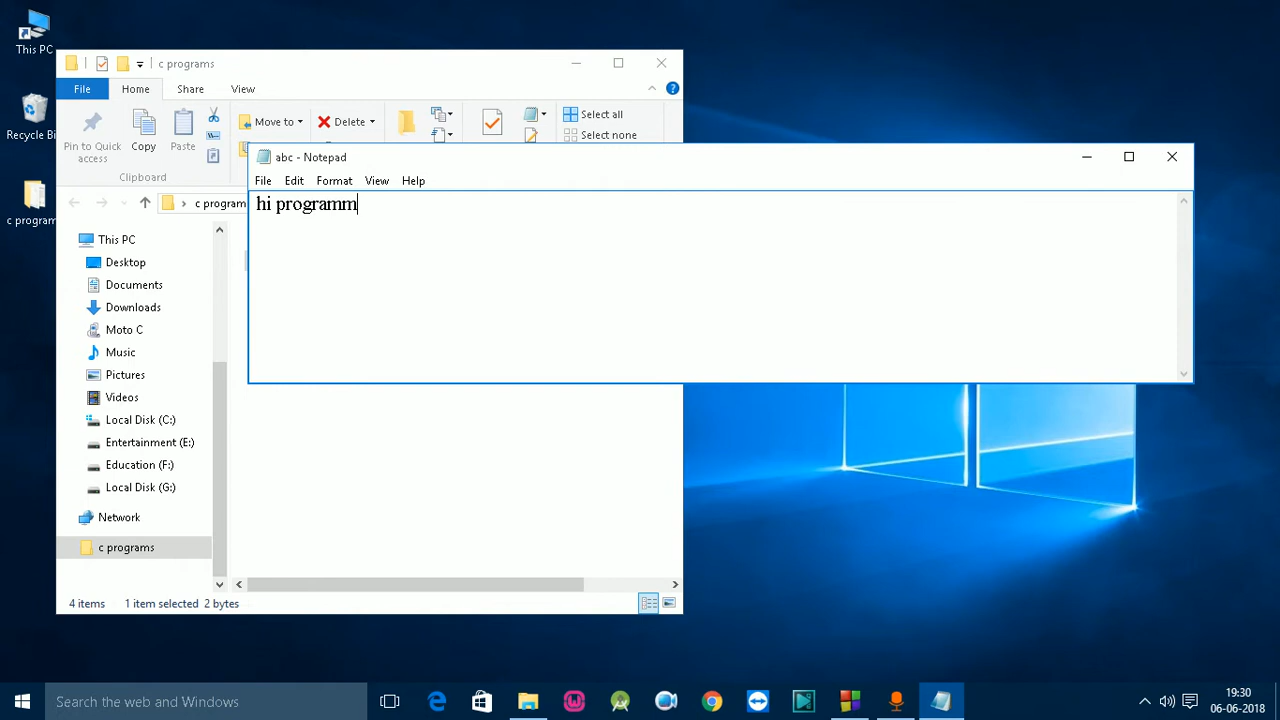 This PC
c programs
File
Home
Share
View
Move to
Delete
Select all
Select none
Pin to Quick
access
Copy
Paste
Clipboard
Recycle Bi
c program
c program
This PC
Desktop
Documents
Downloads
Moto C
Music
Pictures
Videos
Local Disk (C:)
Entertainment (E:)
Education (F:)
Local Disk (G:)
Network
c programs
4 items
1 item selected 2 bytes
abc - Notepad
File Edit Format View Help
hi programm
Search the web and Windows
19:30
06-06-2018